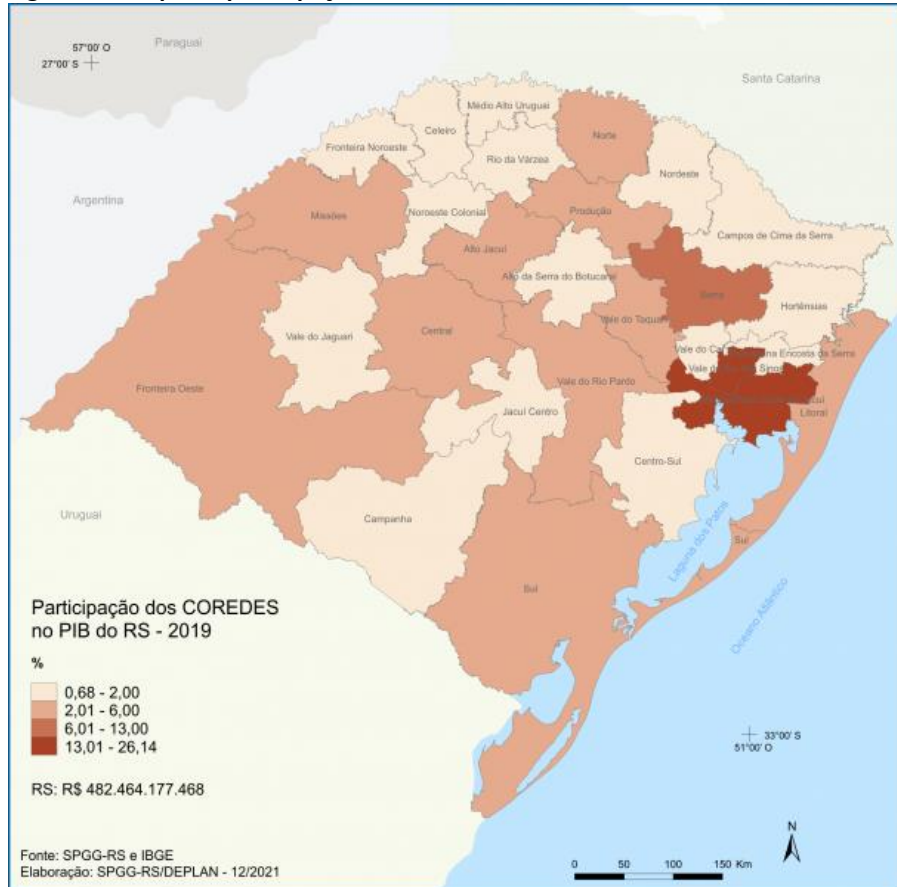 Paraguai
57°00' O
27°00' S
Santa Catarina
Médio Alto Uruguai
Norte
Celeiro
Fronteira Noroeste
Rio da Várzea
Nordeste
Argentina
Missões
Noroeste Colonial
Produção
Campos de Cima da Serra
Alto Jacuí
Alto da Serra do Botucaraí
Serra
Hortênsias
Vale do Jaguari
Central
Vale do Taquari
Encosta da Serra
Fronteira Oeste
Vale do Rio Pardo
Litoral
Jacuí Centro
Centro-Sul
Uruguai
Campanha
Laguna dos Patos
Sul
Sul
Oceano Atlântico
Participação dos COREDES
no PIB do RS - 2019
%
0,68 - 2,00
2,01 - 6,00
6,01 - 13,00
13,01 - 26,14
33°00' S
51°00' O
RS: R$ 482.464.177.468
N
Fonte: SPGG-RS e IBGE
Elaboração: SPGG-RS/DEPLAN - 12/2021
0 50 100 150 Km